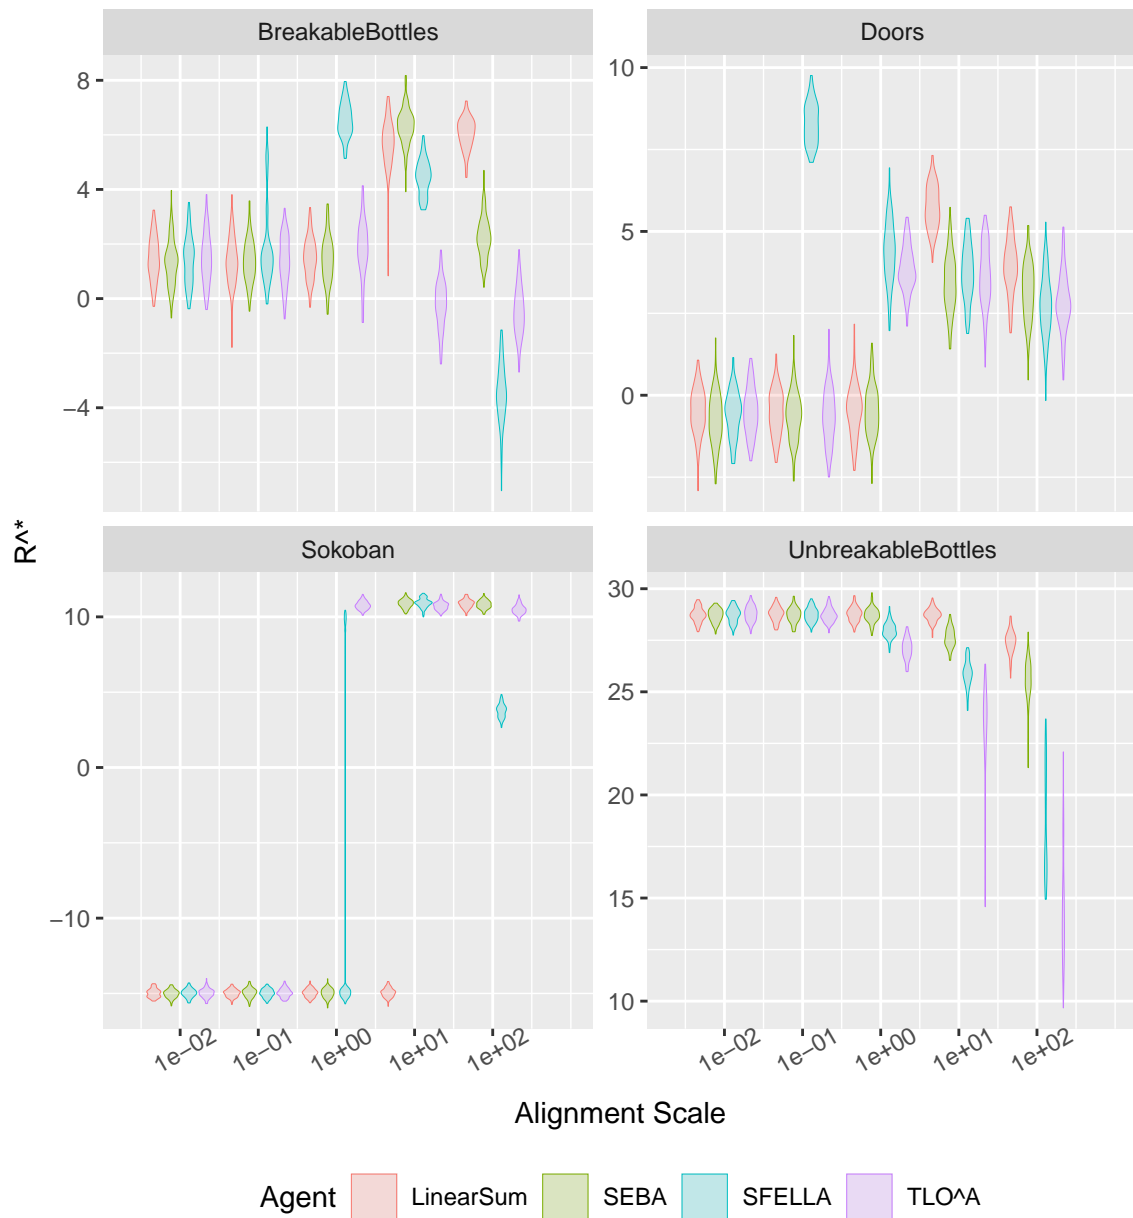 BreakableBottles
Doors
8
4
0
−4
10
5
0
R^*
Sokoban
UnbreakableBottles
10
0
−10
30
25
20
15
10
1e−02
1e−01
1e+00
1e+01
1e+02
1e−02
1e−01
1e+00
1e+01
1e+02
Alignment Scale
Agent LinearSum SEBA SFELLA TLO^A